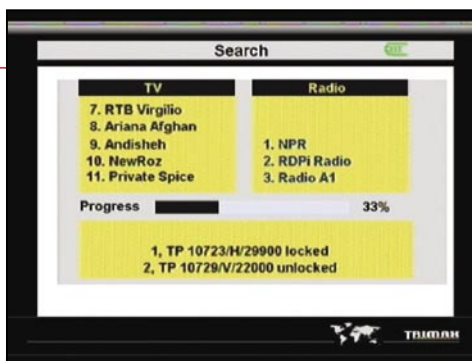 Search
TV
7. RTB Virgilio
8. Ariana Afghan
9. Andisheh
10. NewRoz
11. Private Spice
Radio
1. NPR
2. RDPi Radio
3. Radio A1
Progress 33%
1, TP 10723/H/29900 locked
2, TP 10729/V/22000 unlocked
TRIMAX